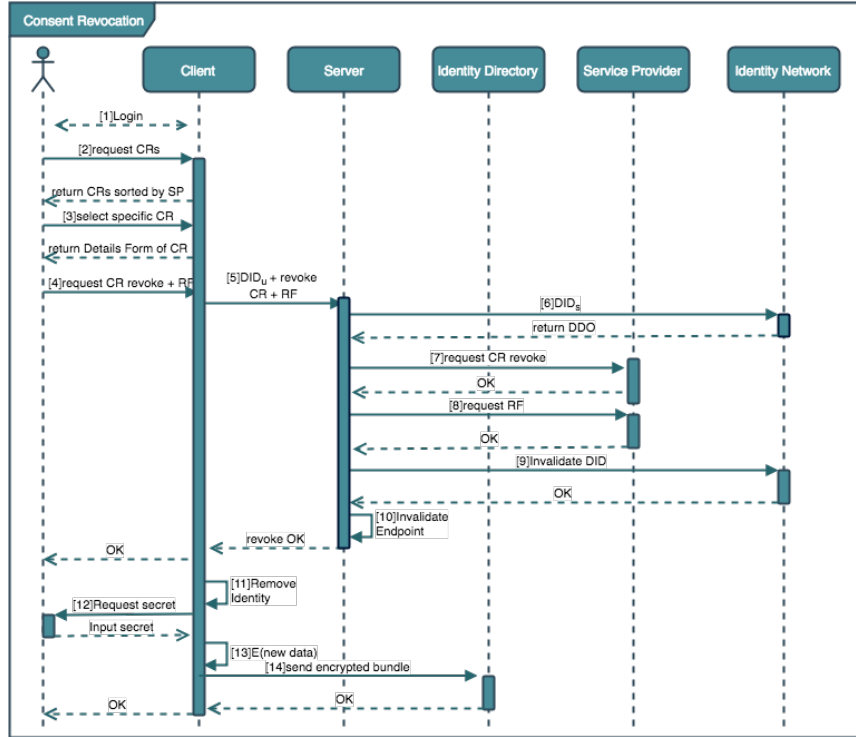 Consent Revocation
Client
Server
Identity Directory
Service Provider
Identity Network
[1]Login
[2]request CRs
return CRs sorted by SP
[3]select specific CR
return Details Form of CR
[4]request CR revoke + RF
[5]DIDu + revoke
CR + RF
[6]DIDs
return DDO
[7]request CR revoke
OK
[8]request RF
OK
[9]Invalidate DID
OK
[10]Invalidate
Endpoint
revoke OK
OK
[11]Remove
Identity
[12]Request secret
Input secret
[13]E(new data)
[14]send encrypted bundle
OK
OK